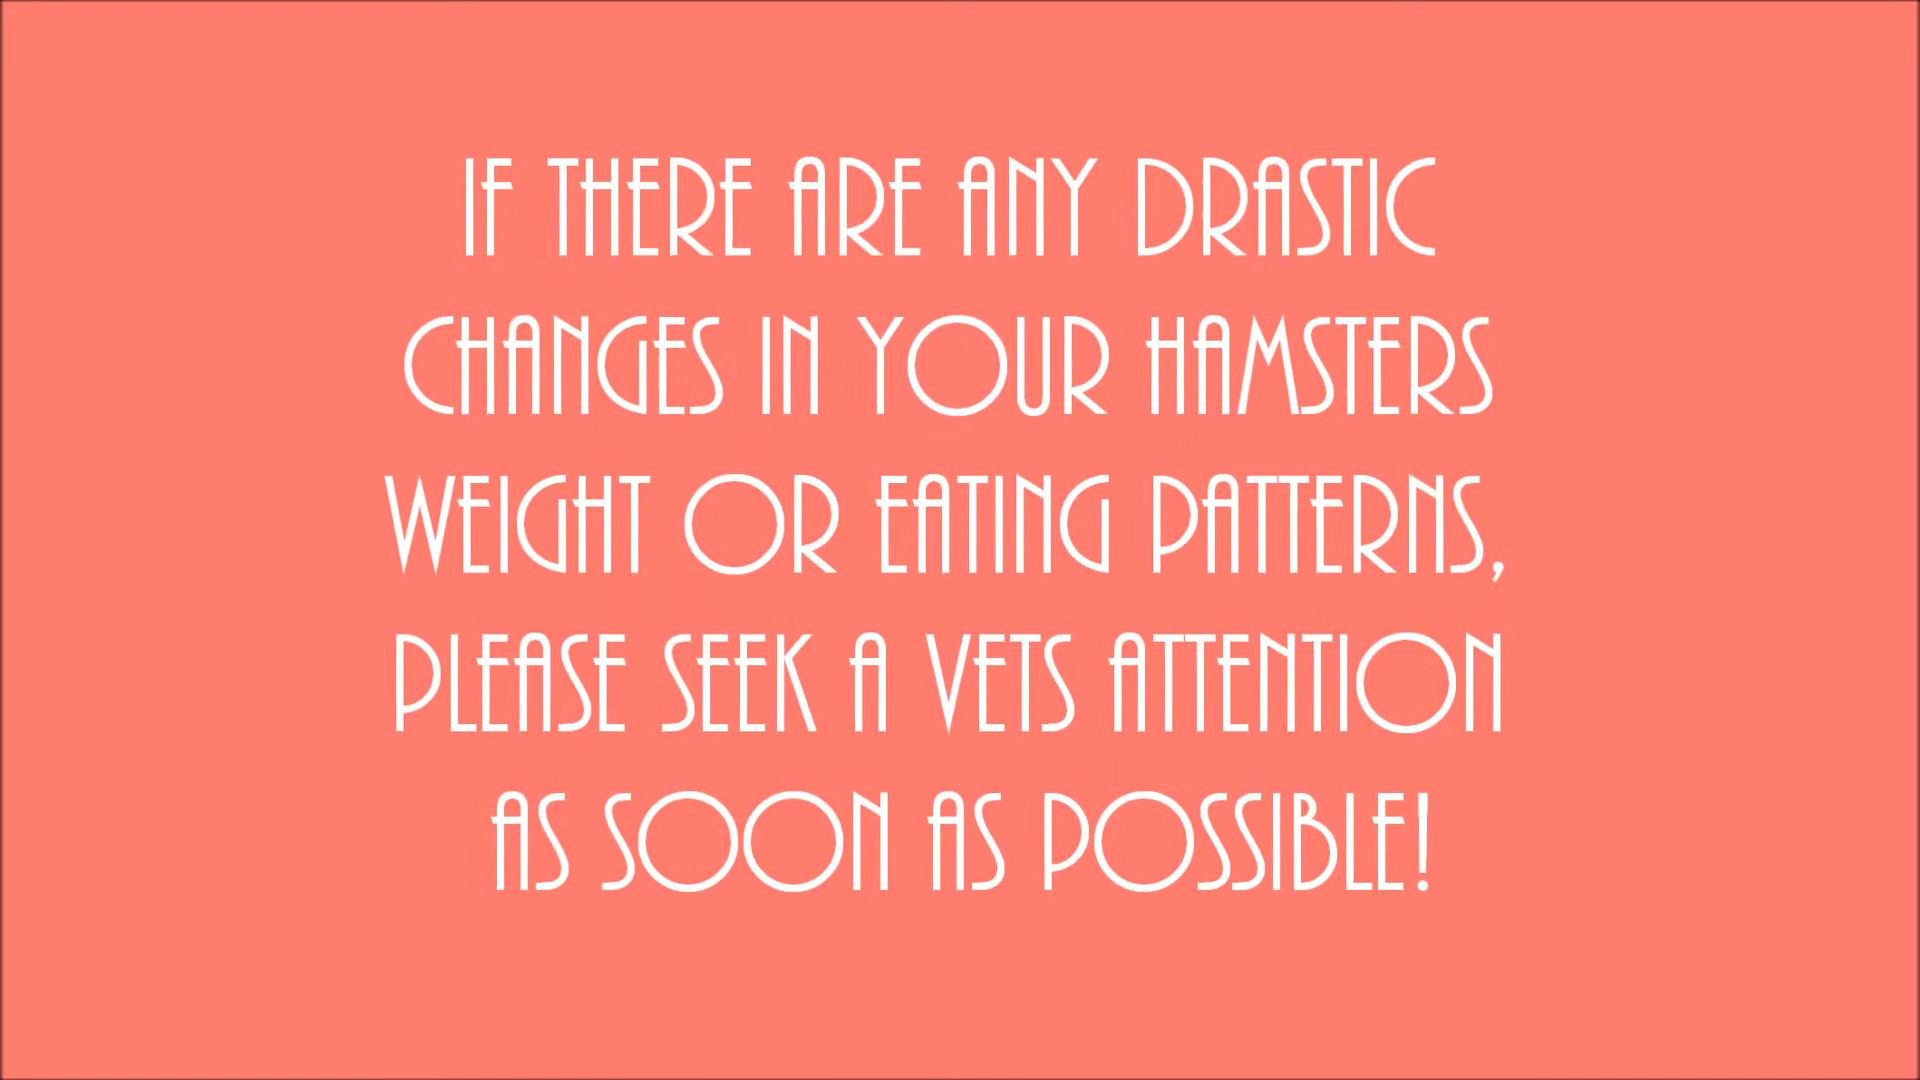 IF THERE ARE ANY DRASTIC
CHANGES IN YOUR HAMSTERS
WEIGHT OR EATING PATTERNS,
PLEASE SEEK A VETS ATTENTION
AS SOON AS POSSIBLE!